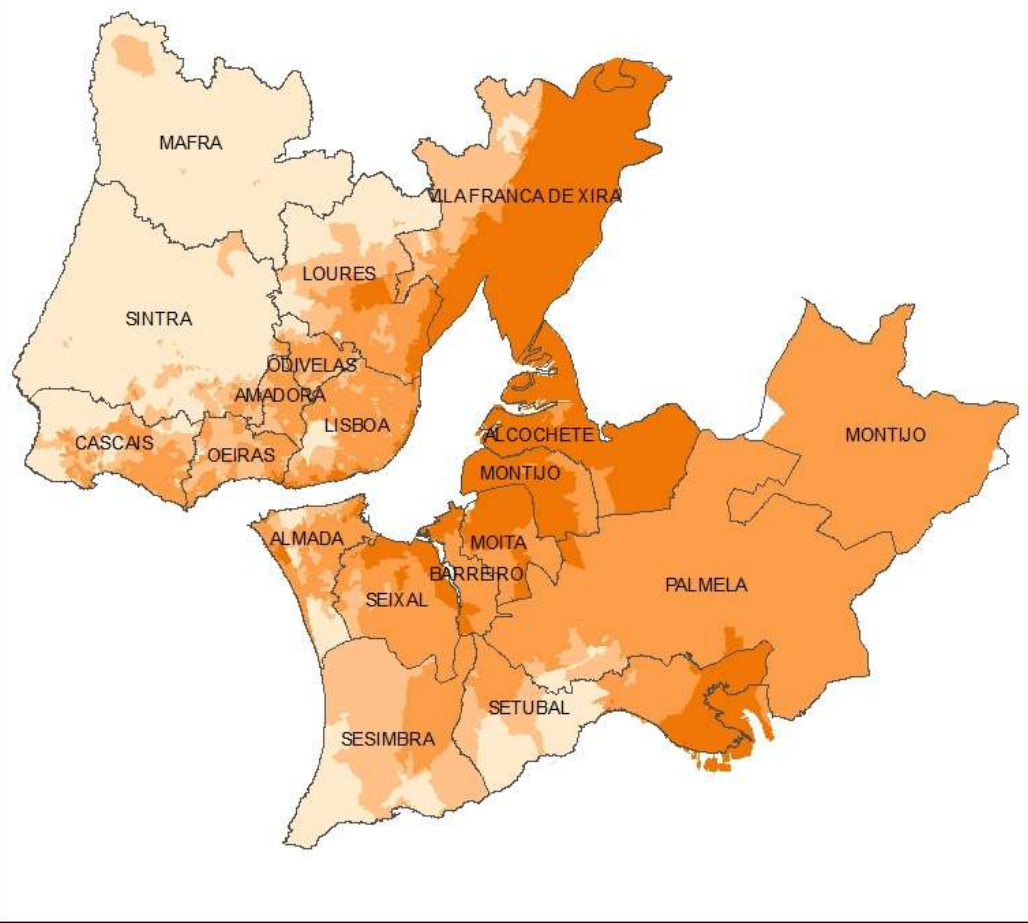 MAFRA
VILA FRANCA DE XIRA
LOURES
SINTRA
ODIVELAS
AMADORA
LISBOA
CASCAIS
OEIRAS
ALCOCHETE
MONTIJO
MONTIJO
ALMADA
MOITA
BARREIRO
SEIXAL
PALMELA
SETUBAL
SESIMBRA